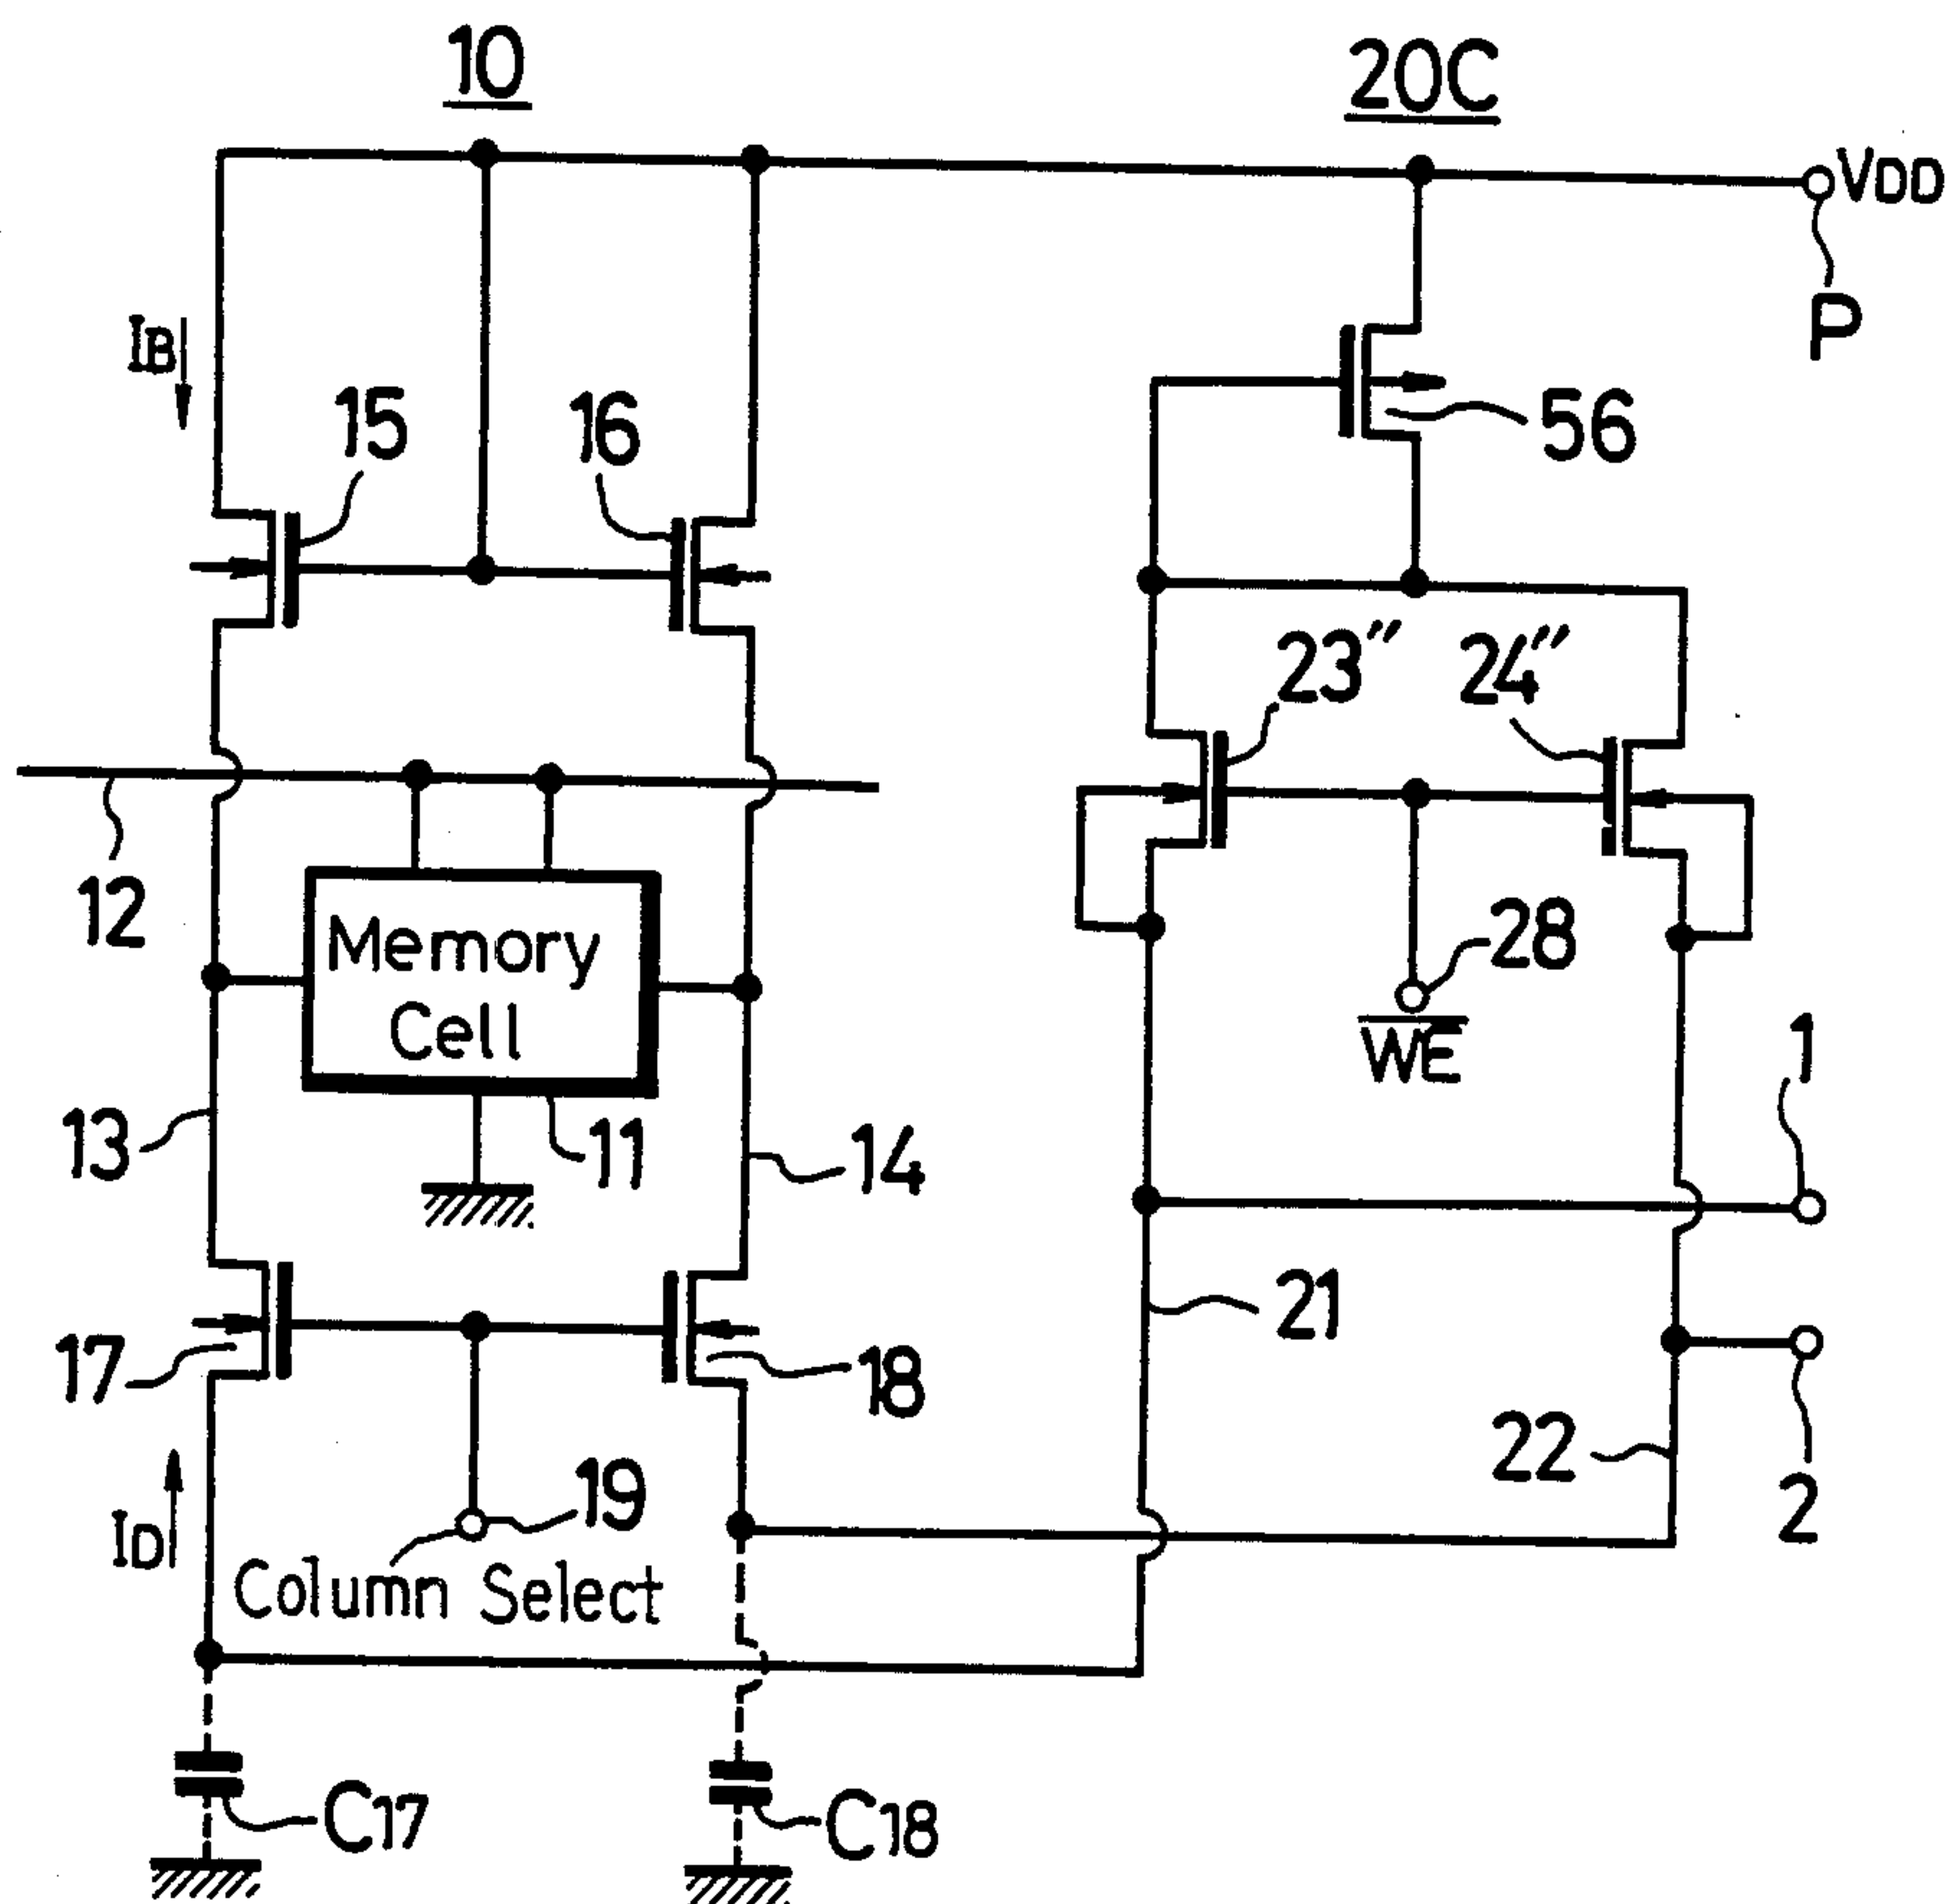 10
20C
VDD
P
IB
15
16
56
23″
24″
12
Memory
Cell
28
W̅E̅
1
13
11
14
21
17
18
22
2
19
ID
Column Select
C17
C18